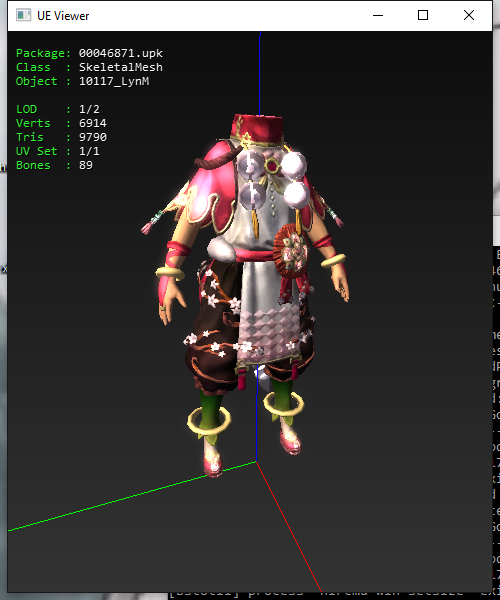 UE Viewer
Package: 00046871.upk
Class  : SkeletalMesh
Object : 10117_LynM
LOD    : 1/2
Verts  : 6914
Tris   : 9790
UV Set : 1/1
Bones  : 89